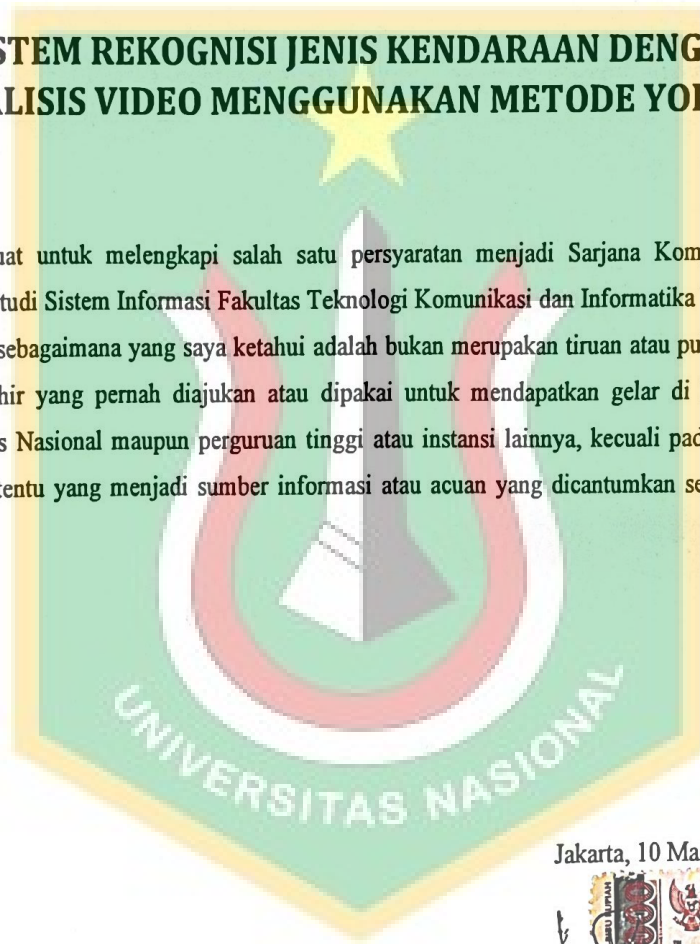 STEM REKOGNISI JENIS KENDARAAN DENG
ALISIS VIDEO MENGGUNAKAN METODE YO
uat untuk melengkapi salah satu persyaratan menjadi Sarjana Kom
tudi Sistem Informasi Fakultas Teknologi Komunikasi dan Informatika
sebagaimana yang saya ketahui adalah bukan merupakan tiruan atau pu
hir yang pernah diajukan atau dipakai untuk mendapatkan gelar di
s Nasional maupun perguruan tinggi atau instansi lainnya, kecuali pad
tentu yang menjadi sumber informasi atau acuan yang dicantumkan se
UNIVERSITAS NASIONAL
Jakarta, 10 Ma
RUPIAH